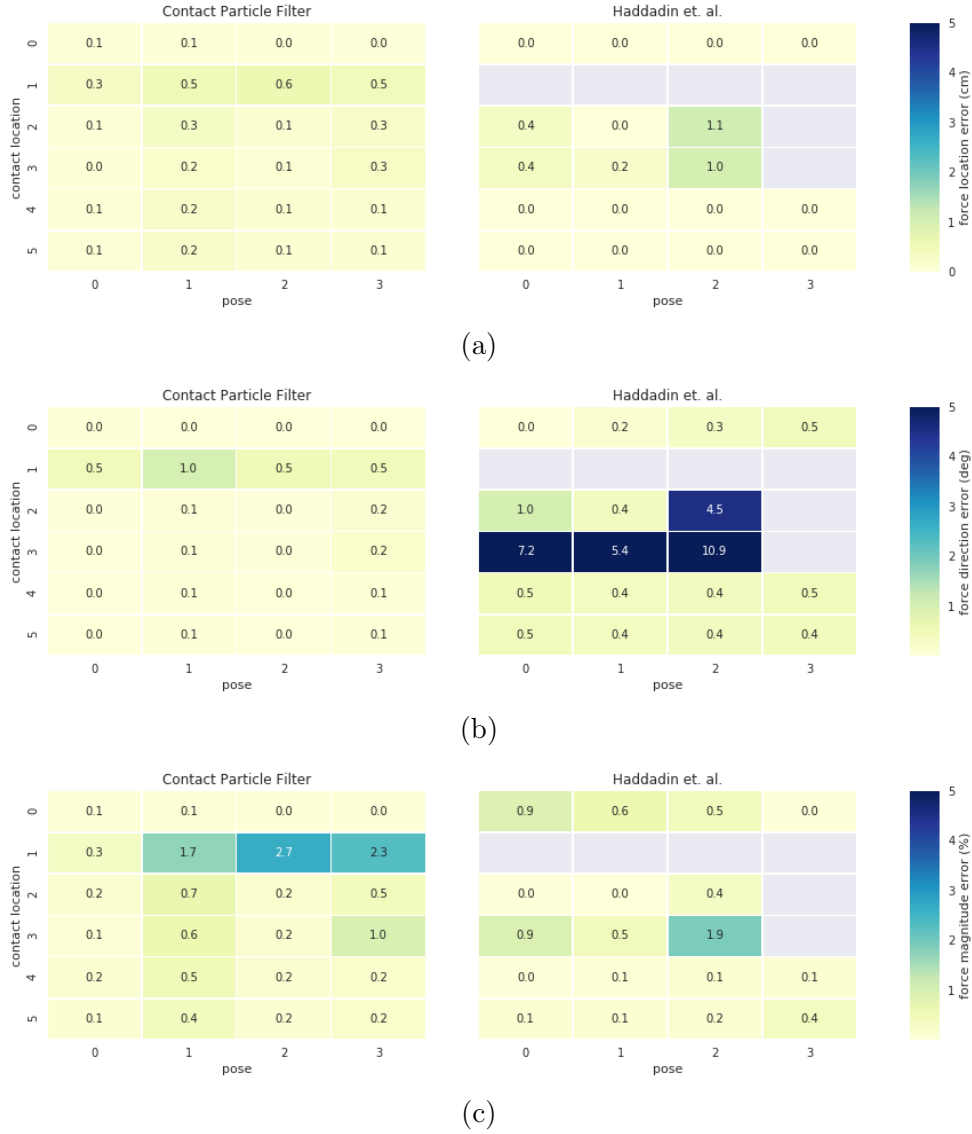 Contact Particle Filter
Haddadin et. al.
0 0.1 0.1 0.0 0.0 0.0 0.0 0.0 0.0 5
1 0.3 0.5 0.6 0.5 4
2 0.1 0.3 0.1 0.3 0.4 0.0 1.1 3
3 0.0 0.2 0.1 0.3 0.4 0.2 1.0 2
4 0.1 0.2 0.1 0.1 0.0 0.0 0.0 0.0 1
5 0.1 0.2 0.1 0.1 0.0 0.0 0.0 0.0 0
contact location
force location error (cm)
0 1 2 3 0 1 2 3
pose pose
(a)
Contact Particle Filter
Haddadin et. al.
0 0.0 0.0 0.0 0.0 0.0 0.2 0.3 0.5 5
1 0.5 1.0 0.5 0.5 4
2 0.0 0.1 0.0 0.2 1.0 0.4 4.5 3
3 0.0 0.1 0.0 0.2 7.2 5.4 10.9 2
4 0.0 0.1 0.0 0.1 0.5 0.4 0.4 0.5 1
5 0.0 0.1 0.0 0.1 0.5 0.4 0.4 0.4
contact location
force direction error (deg)
0 1 2 3 0 1 2 3
pose pose
(b)
Contact Particle Filter
Haddadin et. al.
0 0.1 0.1 0.0 0.0 0.9 0.6 0.5 0.0 5
1 0.3 1.7 2.7 2.3 4
2 0.2 0.7 0.2 0.5 0.0 0.0 0.4 3
3 0.1 0.6 0.2 1.0 0.9 0.5 1.9 2
4 0.2 0.5 0.2 0.2 0.0 0.1 0.1 0.1 1
5 0.1 0.4 0.2 0.2 0.1 0.1 0.2 0.4
contact location
force magnitude error (%)
0 1 2 3 0 1 2 3
pose pose
(c)